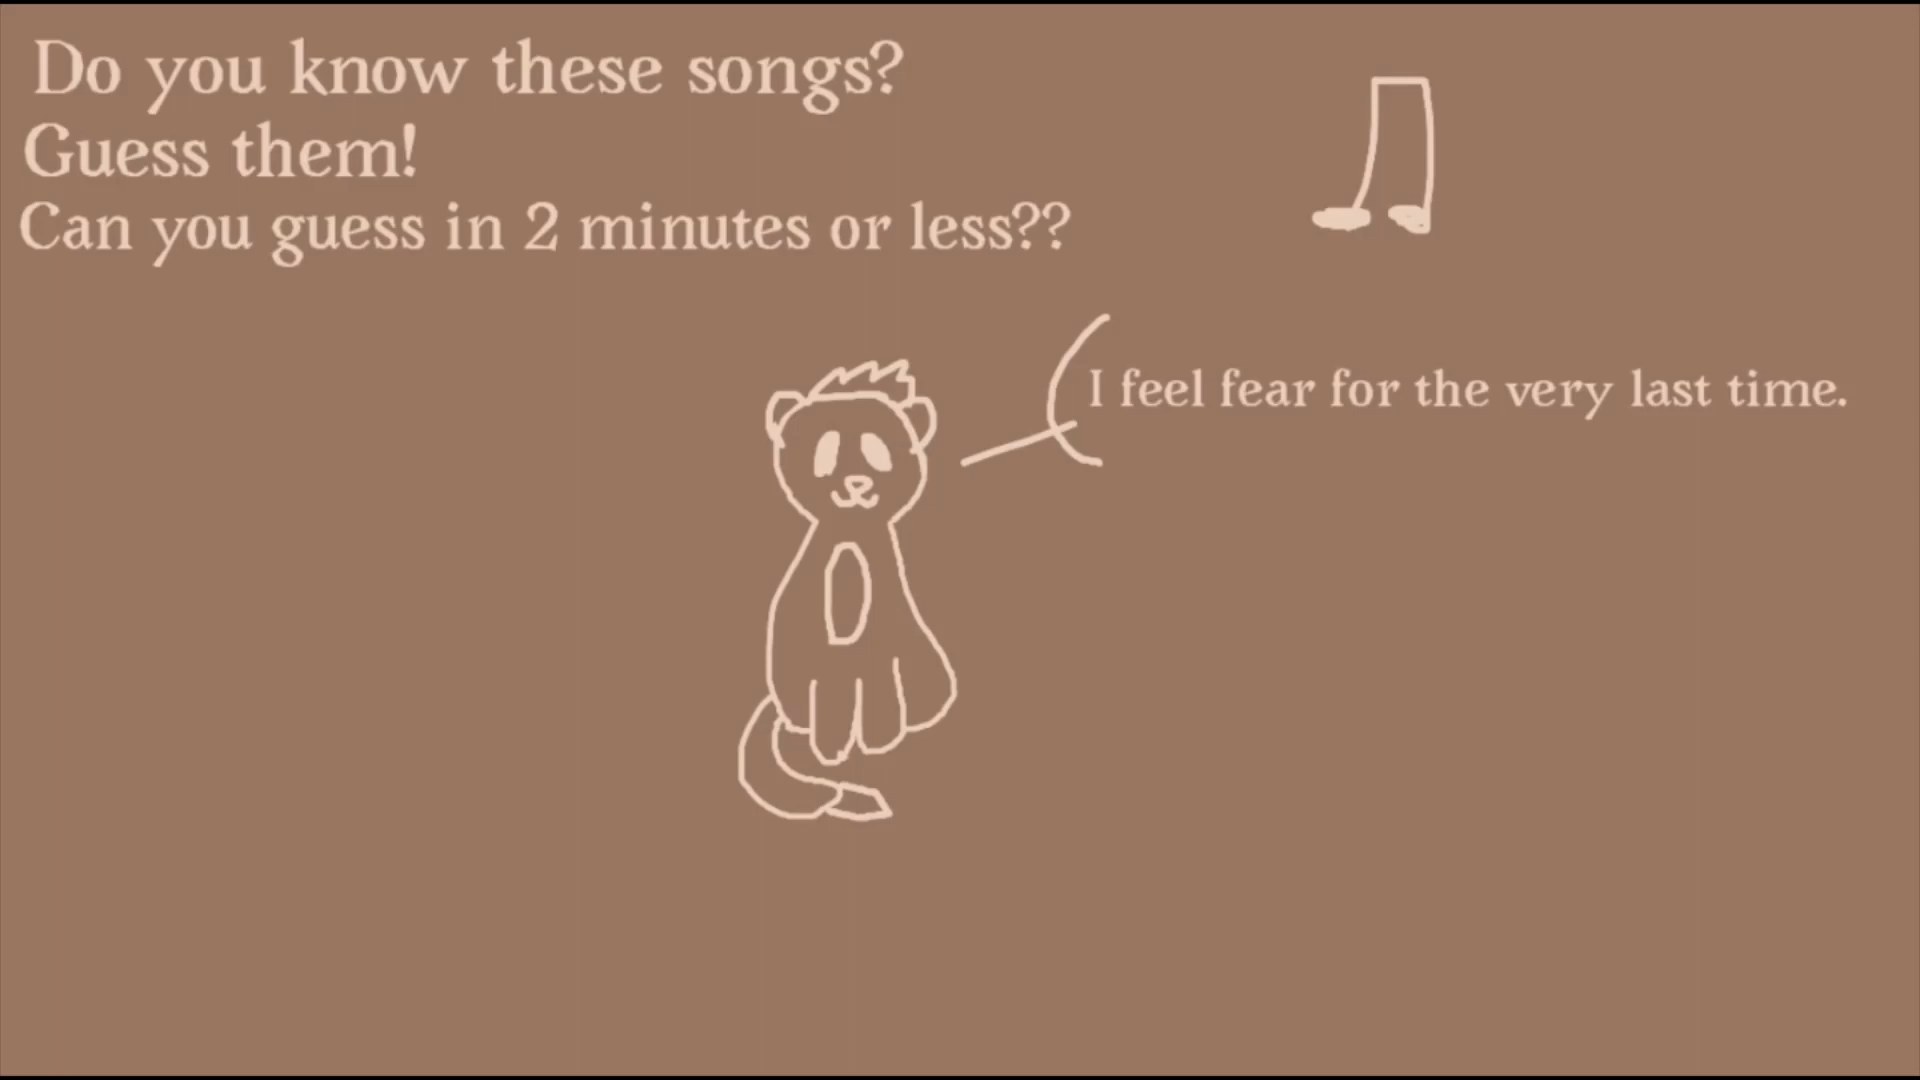 Do you know these songs?
Guess them!
Can you guess in 2 minutes or less??
I feel fear for the very last time.